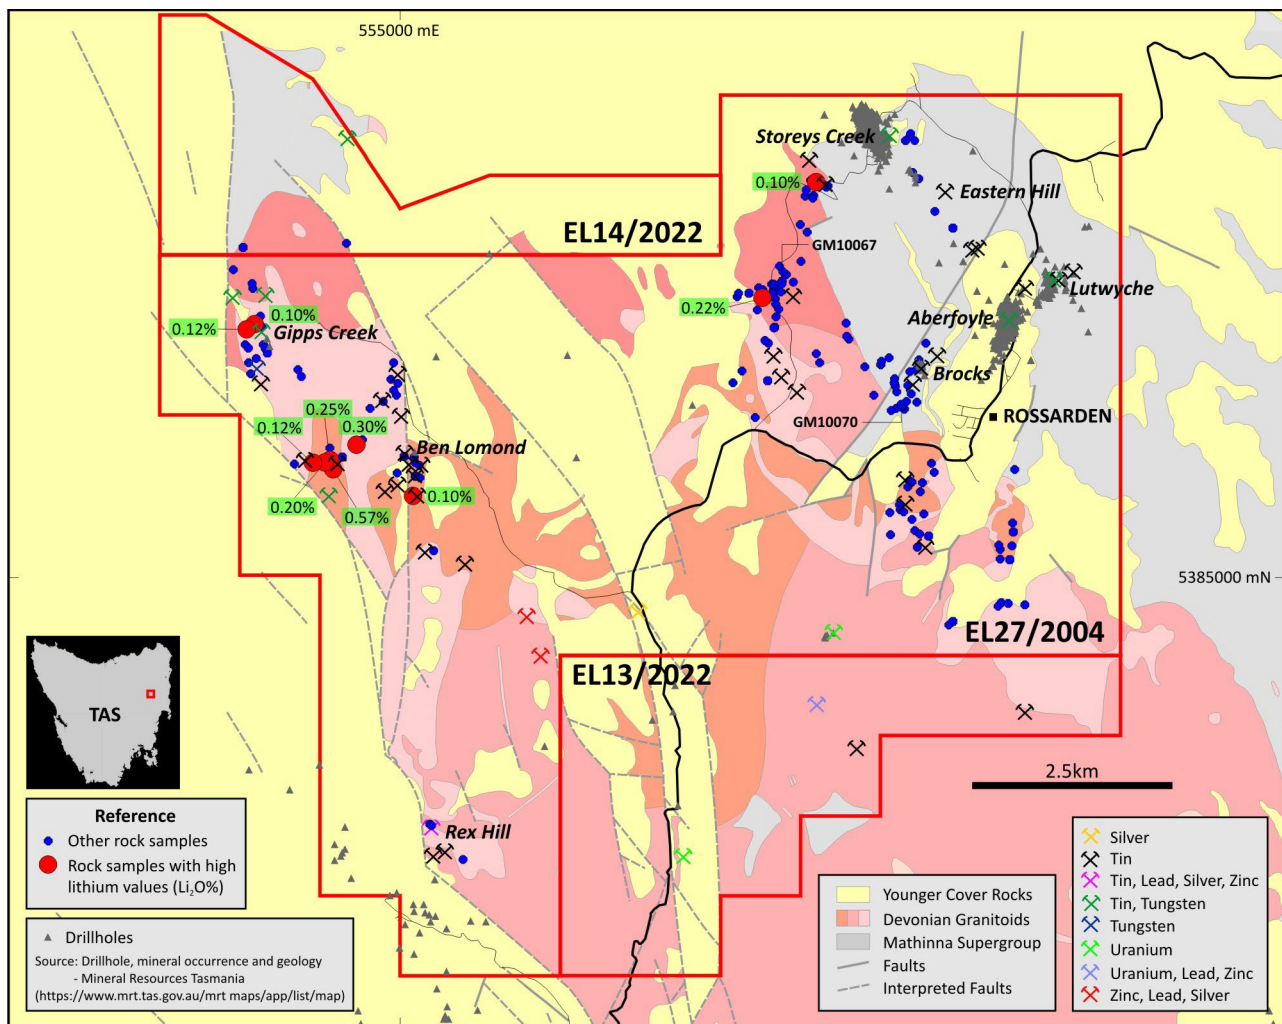 555000 mE
Storeys Creek
0.10%
Eastern Hill
EL14/2022
GM10067
Lutwyche
0.22%
0.10%
0.12%
Gipps Creek
Aberfoyle
Brocks
0.25%
0.12%
0.30%
GM10070
ROSSARDEN
Ben Lomond
0.10%
0.20%
0.57%
5385000 mN
EL27/2004
EL13/2022
TAS
2.5km
Rex Hill
Reference
Other rock samples
Rock samples with high
lithium values (Li₂O%)
Drillholes
Source: Drillhole, mineral occurrence and geology
- Mineral Resources Tasmania
(https://www.mrt.tas.gov.au/mrt maps/app/list/map)
Younger Cover Rocks
Devonian Granitoids
Mathinna Supergroup
Faults
Interpreted Faults
Silver
Tin
Tin, Lead, Silver, Zinc
Tin, Tungsten
Tungsten
Uranium
Uranium, Lead, Zinc
Zinc, Lead, Silver